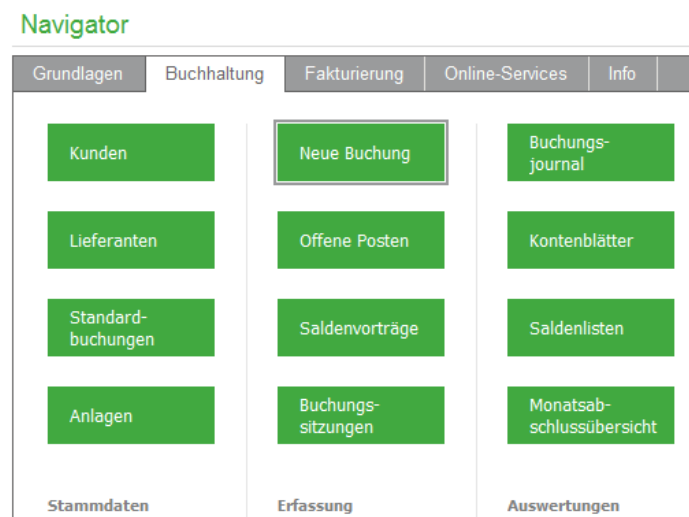 Navigator
Grundlagen Buchhaltung Fakturierung Online-Services Info
Kunden
Neue Buchung
Buchungs-
journal
Lieferanten
Offene Posten
Kontenblätter
Standard-
buchungen
Saldenvorträge
Saldenlisten
Anlagen
Buchungs-
sitzungen
Monatsab-
schlussübersicht
Stammdaten
Erfassung
Auswertungen